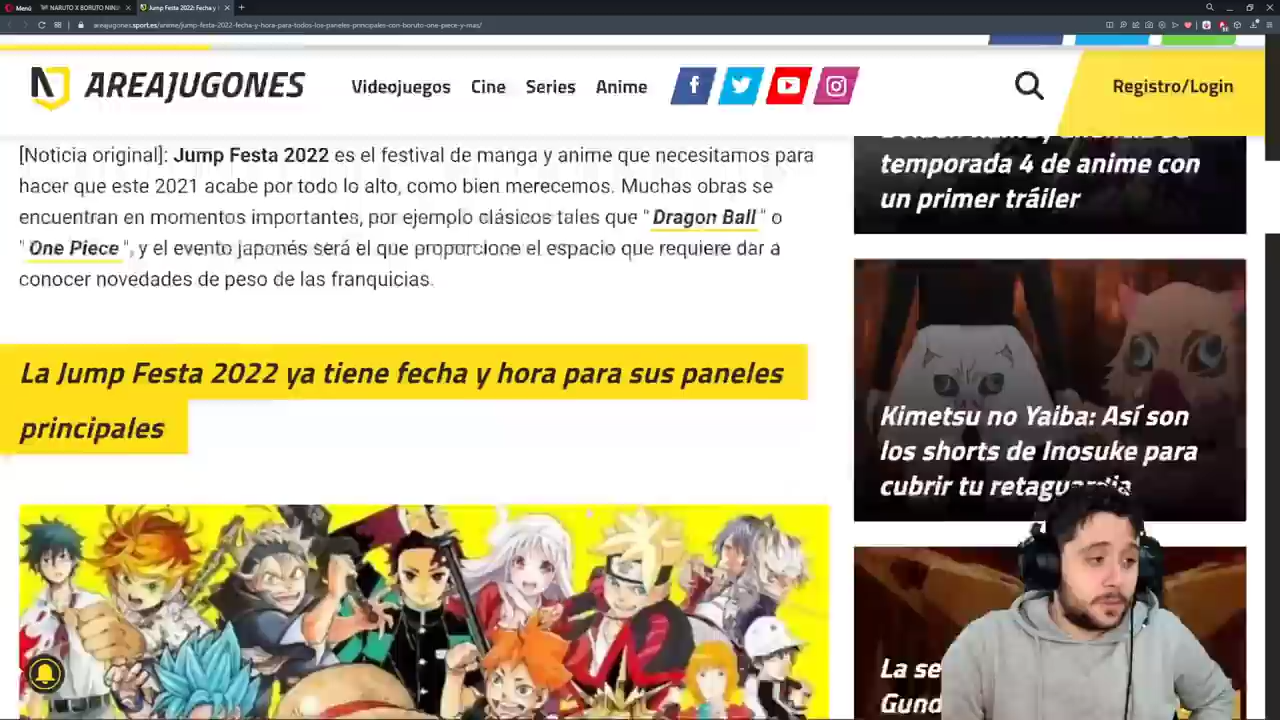 Menú
NARUTO X BORUTO NINJA
Jump Festa 2022: Fecha y
areajugones.sport.es/anime/jump-festa-2022-fecha-y-hora-para-todos-los-paneles-principales-con-boruto-one-piece-y-mas/
AREAJUGONES
Videojuegos Cine Series Anime
Registro/Login
[Noticia original]: Jump Festa 2022 es el festival de manga y anime que necesitamos para
hacer que este 2021 acabe por todo lo alto, como bien merecemos. Muchas obras se
encuentran en momentos importantes, por ejemplo clásicos tales que "Dragon Ball" o
"One Piece", y el evento japonés será el que proporcione el espacio que requiere dar a
conocer novedades de peso de las franquicias.
La Jump Festa 2022 ya tiene fecha y hora para sus paneles
principales
temporada 4 de anime con
un primer tráiler
Kimetsu no Yaiba: Así son
los shorts de Inosuke para
cubrir tu retaguardia
La se
Gund